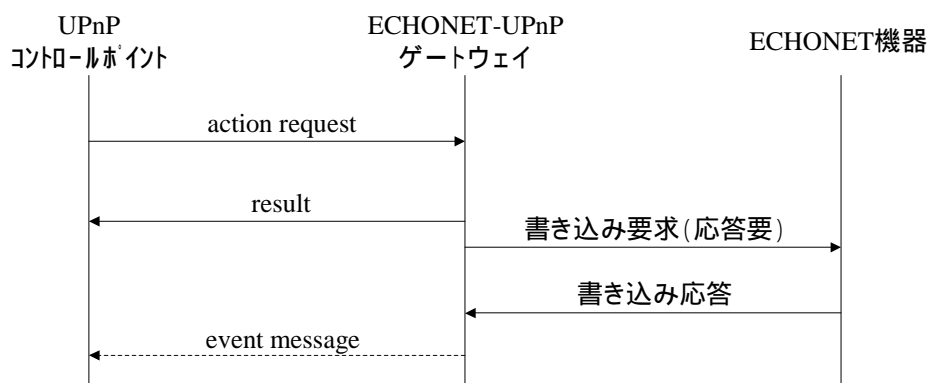 UPnP
コントロールポイント
ECHONET-UPnP
ゲートウェイ
ECHONET機器
action request
result
書き込み要求(応答要)
書き込み応答
event message